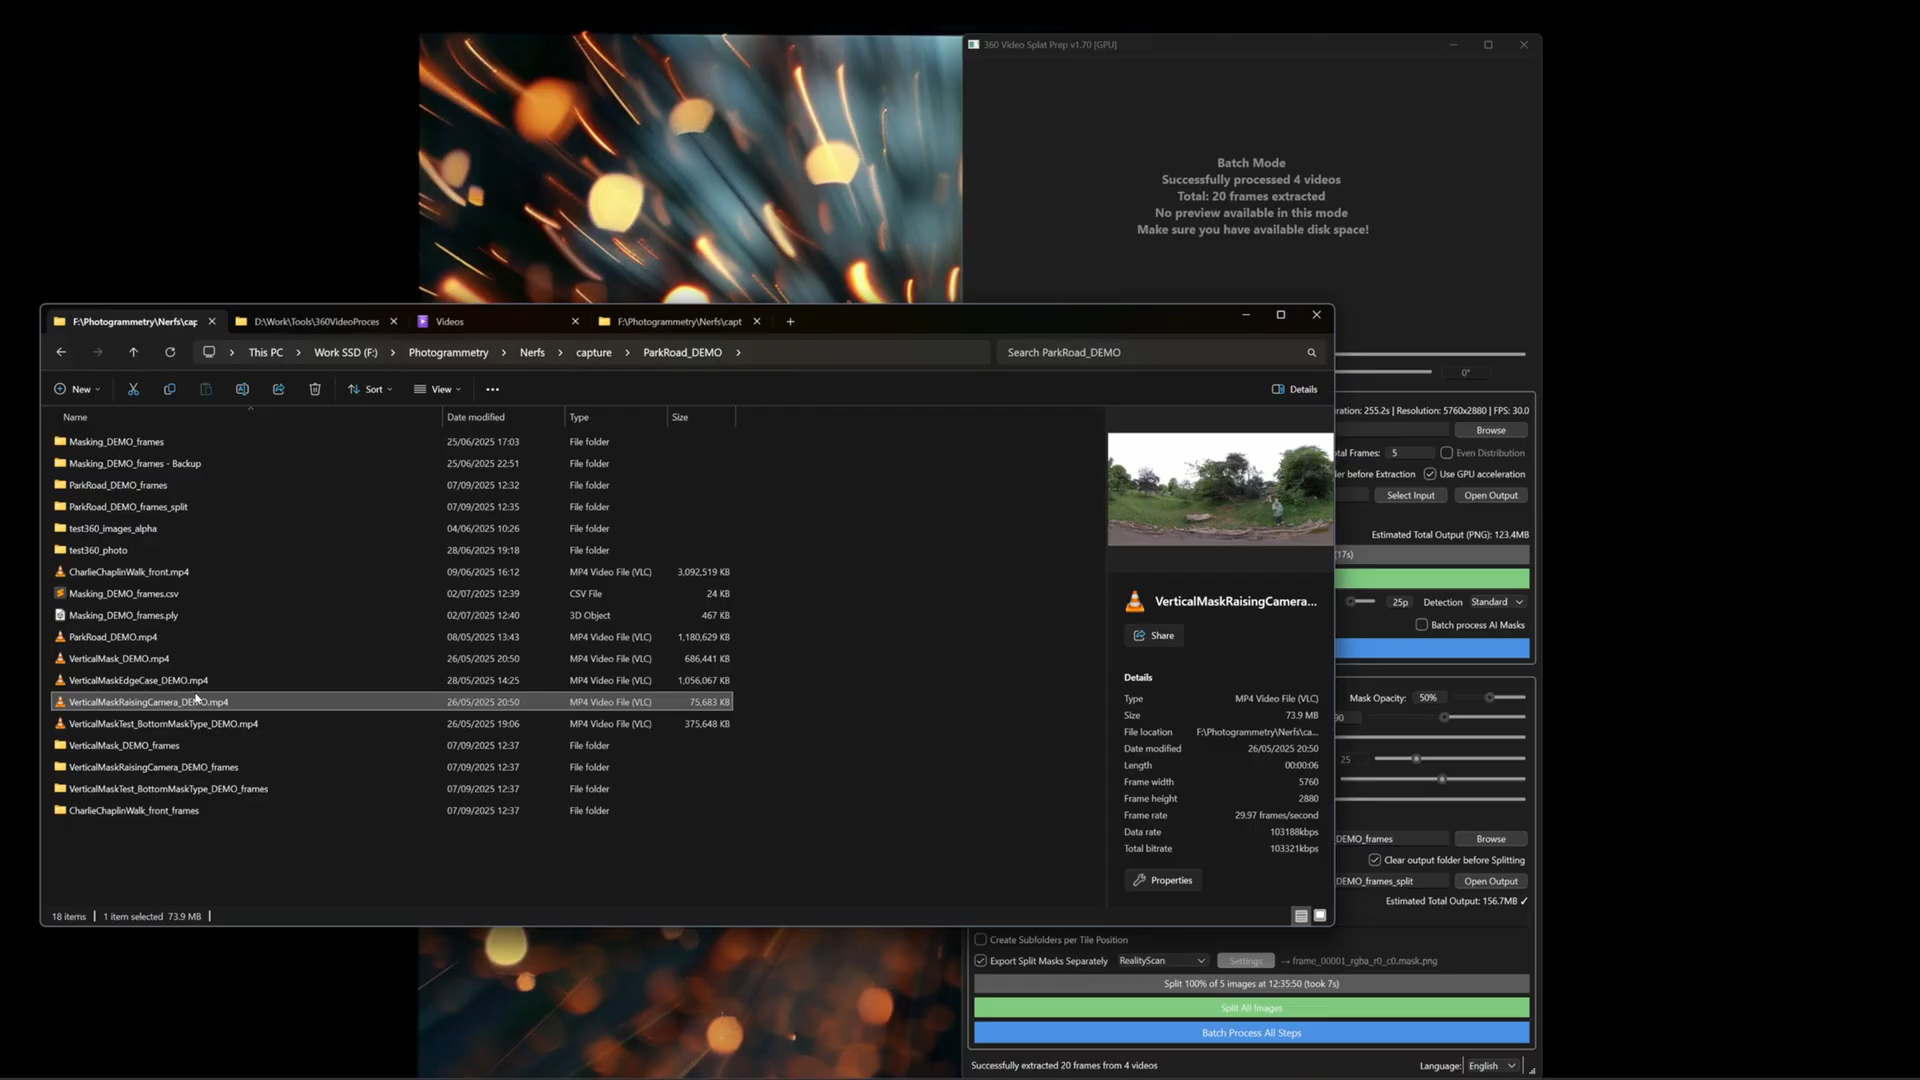 360 Video Splat Prep v1.70 [GPU]
Batch Mode
Successfully processed 4 videos
Total: 20 frames extracted
No preview available in this mode
Make sure you have available disk space!
F:\Photogrammetry\Nerfs\cap
D:\Work\Tools\360VideoProces
Videos
F:\Photogrammetry\Nerfs\capt
This PC > Work SSD (F:) > Photogrammetry > Nerfs > capture > ParkRoad_DEMO >
Search ParkRoad_DEMO
New
Sort
View
Details
Name Date modified Type Size
Masking_DEMO_frames 25/06/2025 17:03 File folder
Masking_DEMO_frames - Backup 25/06/2025 22:51 File folder
ParkRoad_DEMO_frames 07/09/2025 12:32 File folder
ParkRoad_DEMO_frames_split 07/09/2025 12:35 File folder
test360_images_alpha 04/06/2025 10:26 File folder
test360_photo 28/06/2025 19:18 File folder
CharlieChaplinWalk_front.mp4 09/06/2025 16:12 MP4 Video File (VLC) 3,092,519 KB
Masking_DEMO_frames.csv 02/07/2025 12:39 CSV File 24 KB
Masking_DEMO_frames.ply 02/07/2025 12:40 3D Object 467 KB
ParkRoad_DEMO.mp4 08/05/2025 13:43 MP4 Video File (VLC) 1,180,629 KB
VerticalMask_DEMO.mp4 26/05/2025 20:50 MP4 Video File (VLC) 686,441 KB
VerticalMaskEdgeCase_DEMO.mp4 28/05/2025 14:25 MP4 Video File (VLC) 1,056,067 KB
VerticalMaskRaisingCamera_DEMO.mp4 26/05/2025 20:50 MP4 Video File (VLC) 75,683 KB
VerticalMaskTest_BottomMaskType_DEMO.mp4 26/05/2025 19:06 MP4 Video File (VLC) 375,648 KB
VerticalMask_DEMO_frames 07/09/2025 12:37 File folder
VerticalMaskRaisingCamera_DEMO_frames 07/09/2025 12:37 File folder
VerticalMaskTest_BottomMaskType_DEMO_frames 07/09/2025 12:37 File folder
CharlieChaplinWalk_front_frames 07/09/2025 12:37 File folder
18 items | 1 item selected 73.9 MB |
VerticalMaskRaisingCamera...
Share
Details
Type MP4 Video File (VLC)
Size 73.9 MB
File location F:\Photogrammetry\Nerfs\ca...
Date modified 26/05/2025 20:50
Length 00:00:06
Frame width 5760
Frame height 2880
Frame rate 29.97 frames/second
Data rate 103188kbps
Total bitrate 103321kbps
Properties
0°
ration: 255.2s | Resolution: 5760x2880 | FPS: 30.0
Browse
tal Frames: 5 Even Distribution
er before Extraction Use GPU acceleration
Select Input Open Output
Estimated Total Output (PNG): 123.4MB
(17s)
25p Detection Standard
Batch process AI Masks
Mask Opacity: 50%
90
25
DEMO_frames Browse
Clear output folder before Splitting
DEMO_frames_split Open Output
Estimated Total Output: 156.7MB ✓
Create Subfolders per Tile Position
Export Split Masks Separately RealityScan Settings → frame_00001_rgba_r0_c0.mask.png
Split 100% of 5 images at 12:35:50 (took 7s)
Split All Images
Batch Process All Steps
Successfully extracted 20 frames from 4 videos
Language: English